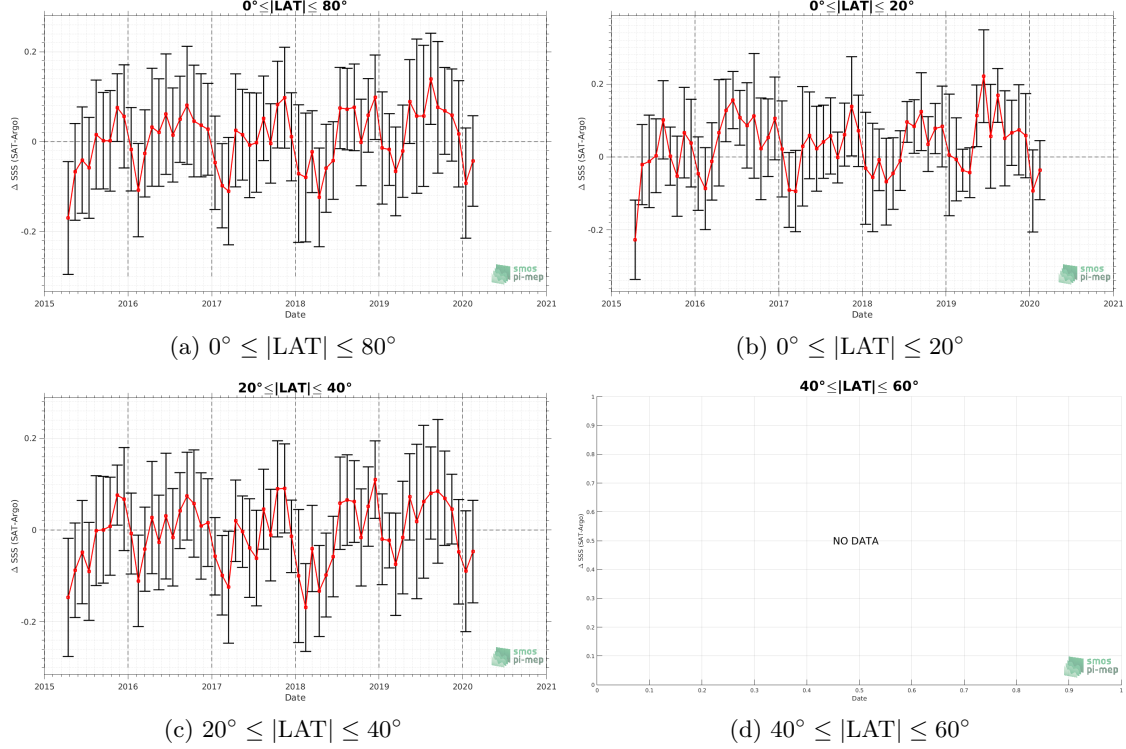 0°≤|LAT|≤ 80°
Δ SSS (SAT-Argo)
0.2
0
-0.2
2015 2016 2017 2018 2019 2020 2021
Date
smos
pi-mep
(a) 0° ≤ |LAT| ≤ 80°
0°≤|LAT|≤ 20°
Δ SSS (SAT-Argo)
0.2
0
-0.2
2015 2016 2017 2018 2019 2020 2021
Date
smos
pi-mep
(b) 0° ≤ |LAT| ≤ 20°
20°≤|LAT|≤ 40°
Δ SSS (SAT-Argo)
0.2
0
-0.2
2015 2016 2017 2018 2019 2020 2021
Date
smos
pi-mep
(c) 20° ≤ |LAT| ≤ 40°
40°≤|LAT|≤ 60°
Δ SSS (SAT-Argo)
1
0.9
0.8
0.7
0.6
0.5
0.4
0.3
0.2
0.1
0
NO DATA
0 0.1 0.2 0.3 0.4 0.5 0.6 0.7 0.8 0.9 1
Date
smos
pi-mep
(d) 40° ≤ |LAT| ≤ 60°